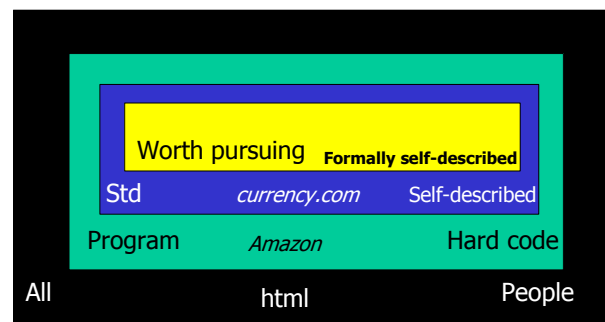 Worth pursuing Formally self-described
Std currency.com Self-described
Program Amazon Hard code
All html People